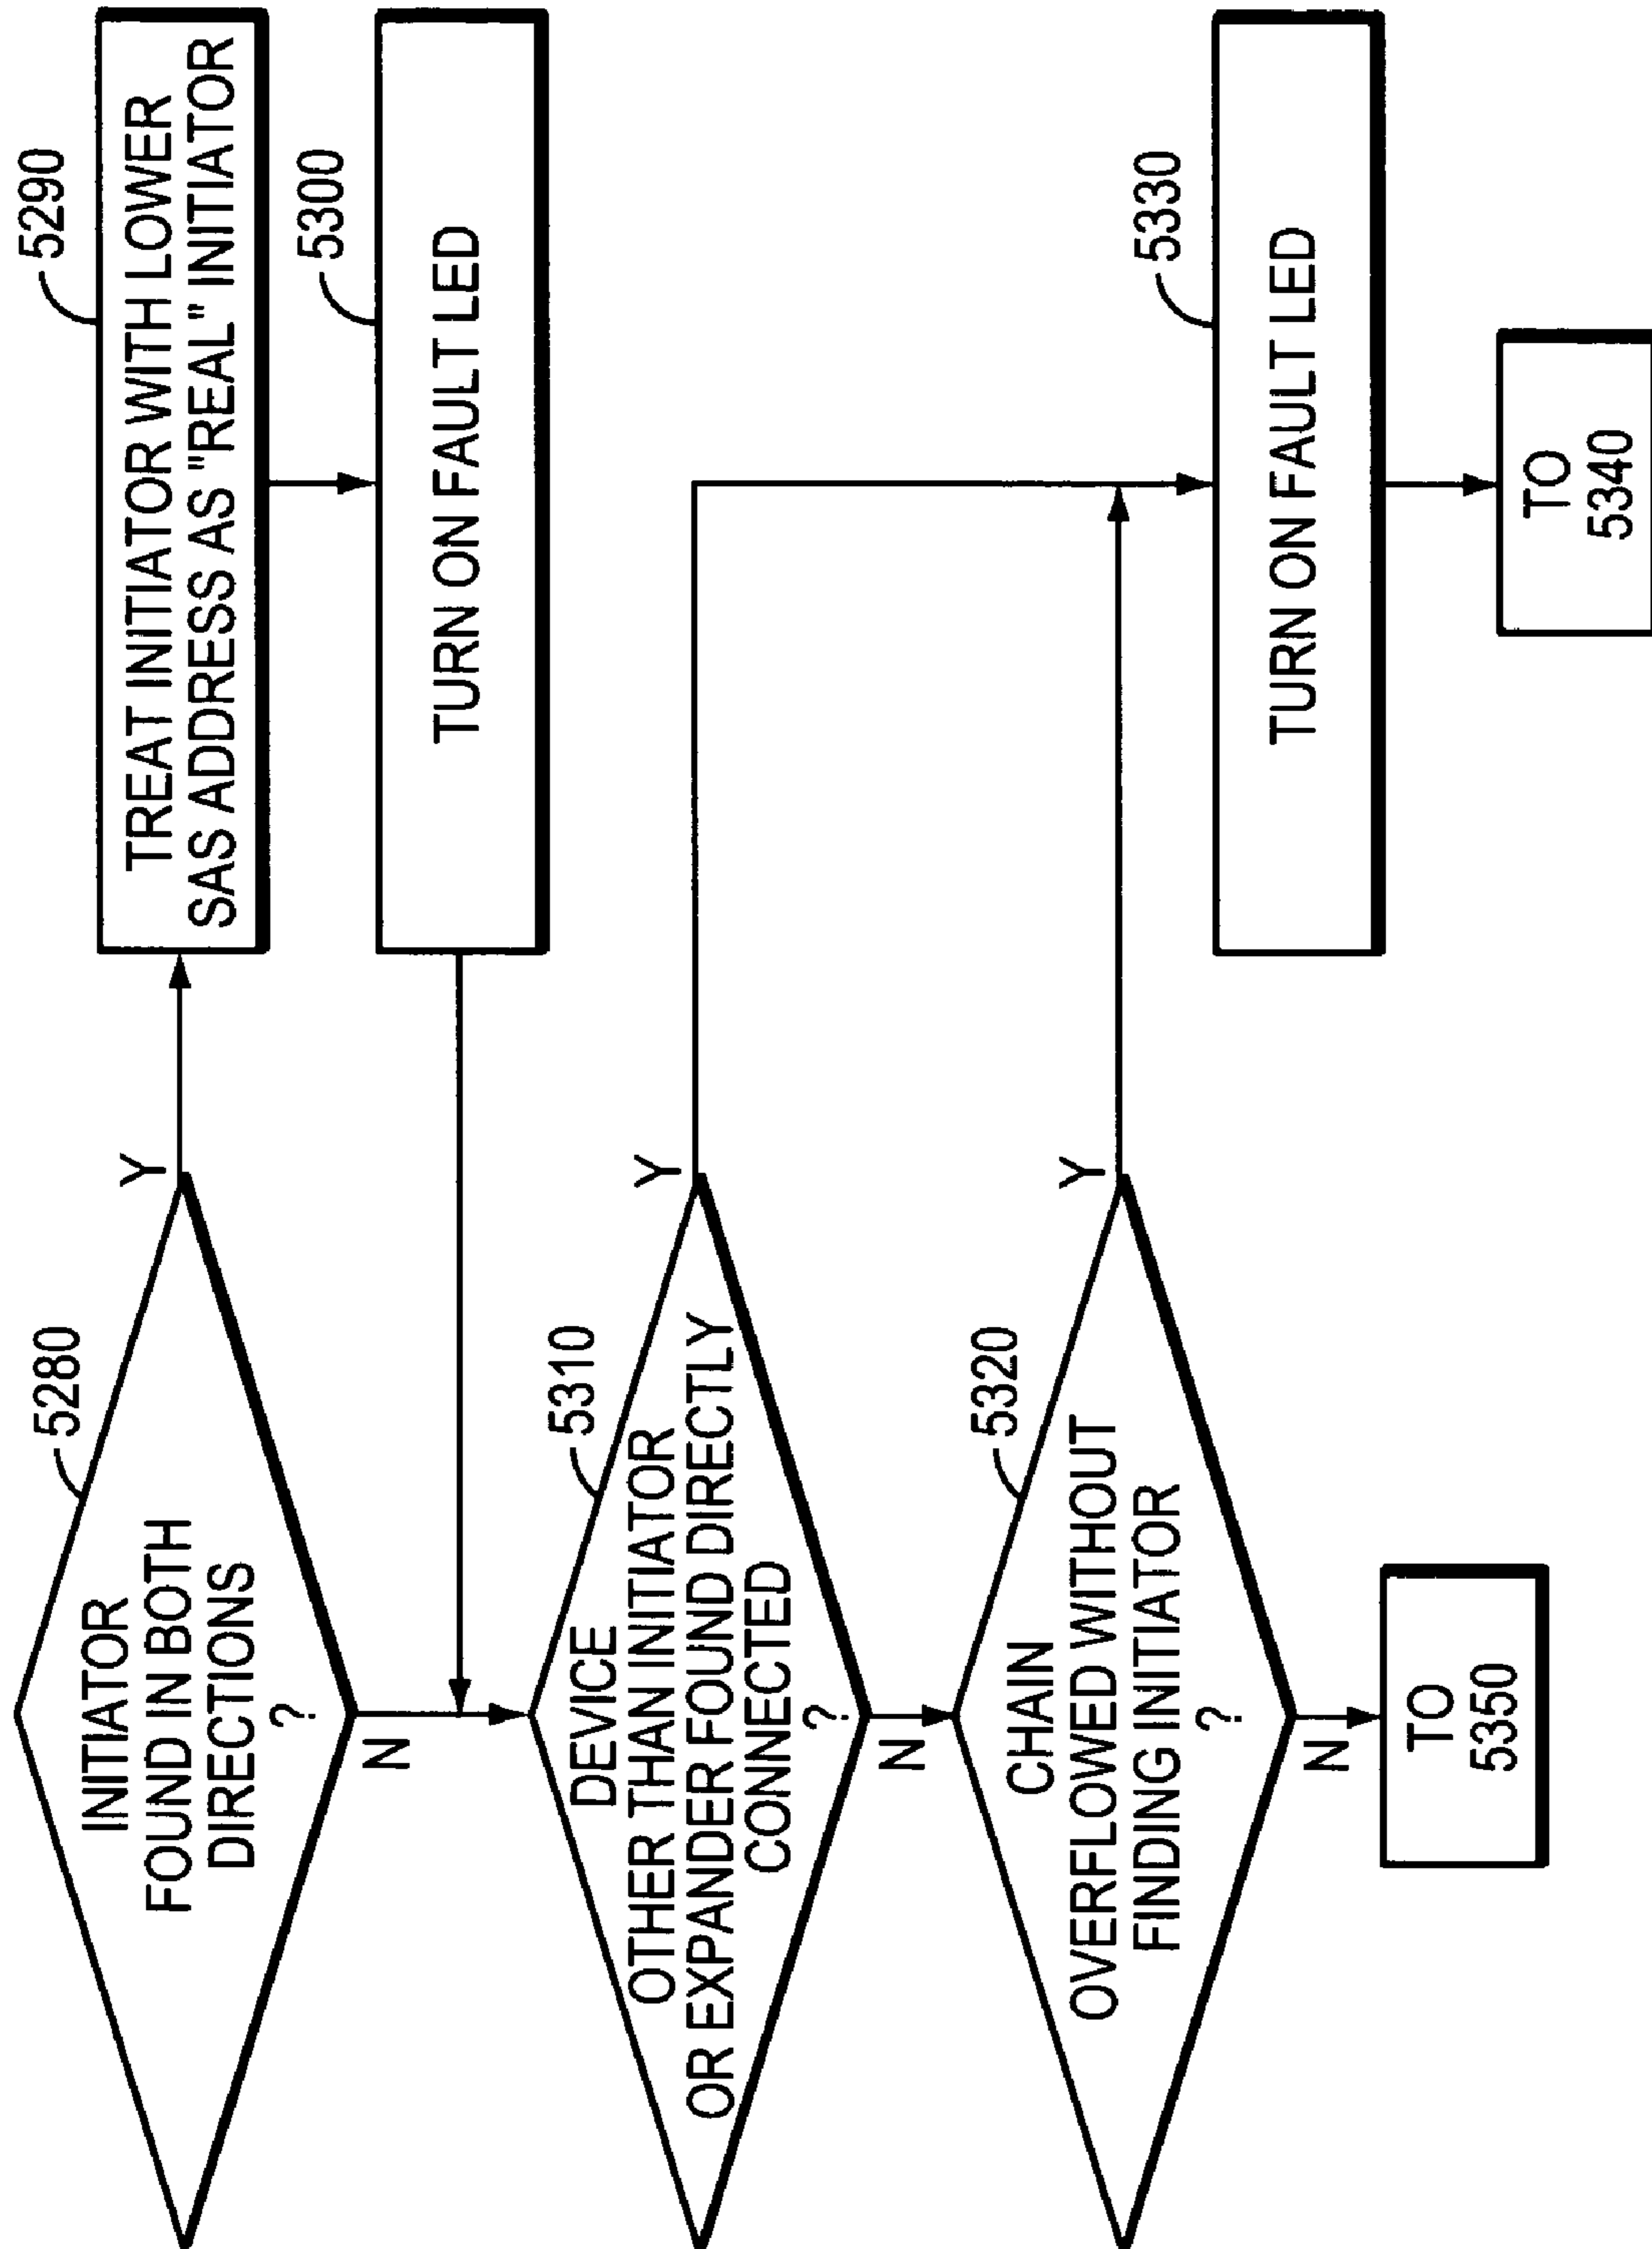 5280
INITIATOR
FOUND IN BOTH
DIRECTIONS
?
Y
N
5290
TREAT INITIATOR WITH LOWER
SAS ADDRESS AS "REAL" INITIATOR
5300
TURN ON FAULT LED
5310
DEVICE
OTHER THAN INITIATOR
OR EXPANDER FOUND DIRECTLY
CONNECTED
?
Y
N
5320
CHAIN
OVERFLOWED WITHOUT
FINDING INITIATOR
?
Y
N
5330
TURN ON FAULT LED
TO
5340
TO
5350